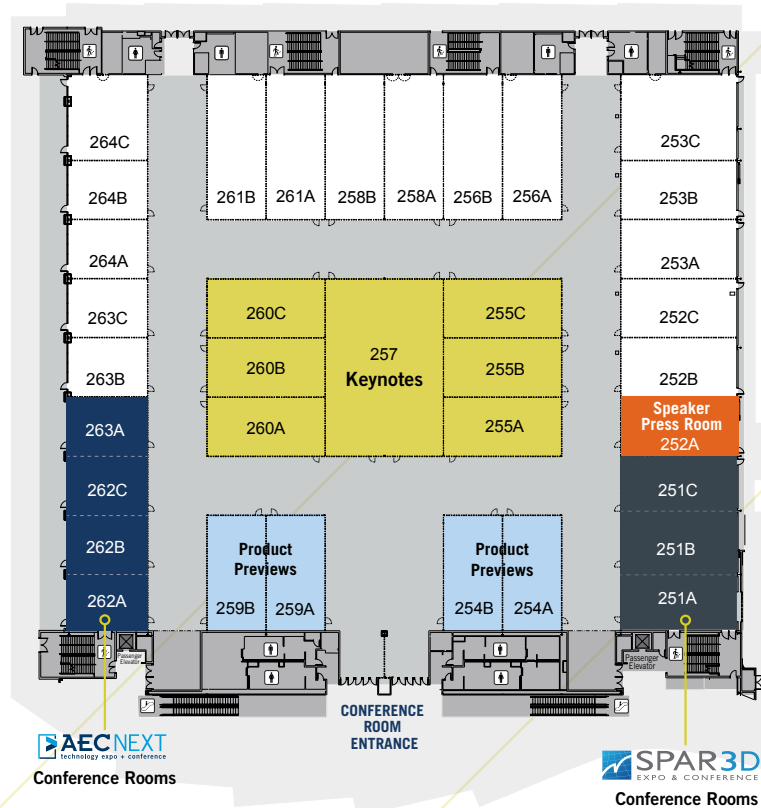 264C
253C
264B
261B
261A
258B
258A
256B
256A
253B
264A
253A
263C
260C
255C
252C
257
Keynotes
263B
260B
255B
252B
263A
260A
255A
Speaker
Press Room
252A
262C
251C
262B
Product
Previews
Product
Previews
251B
262A
259B
259A
254B
254A
251A
Passenger
Elevator
Passenger
Elevator
CONFERENCE
ROOM
ENTRANCE
AECNEXT
technology expo + conference
Conference Rooms
SPAR3D
EXPO & CONFERENCE
Conference Rooms